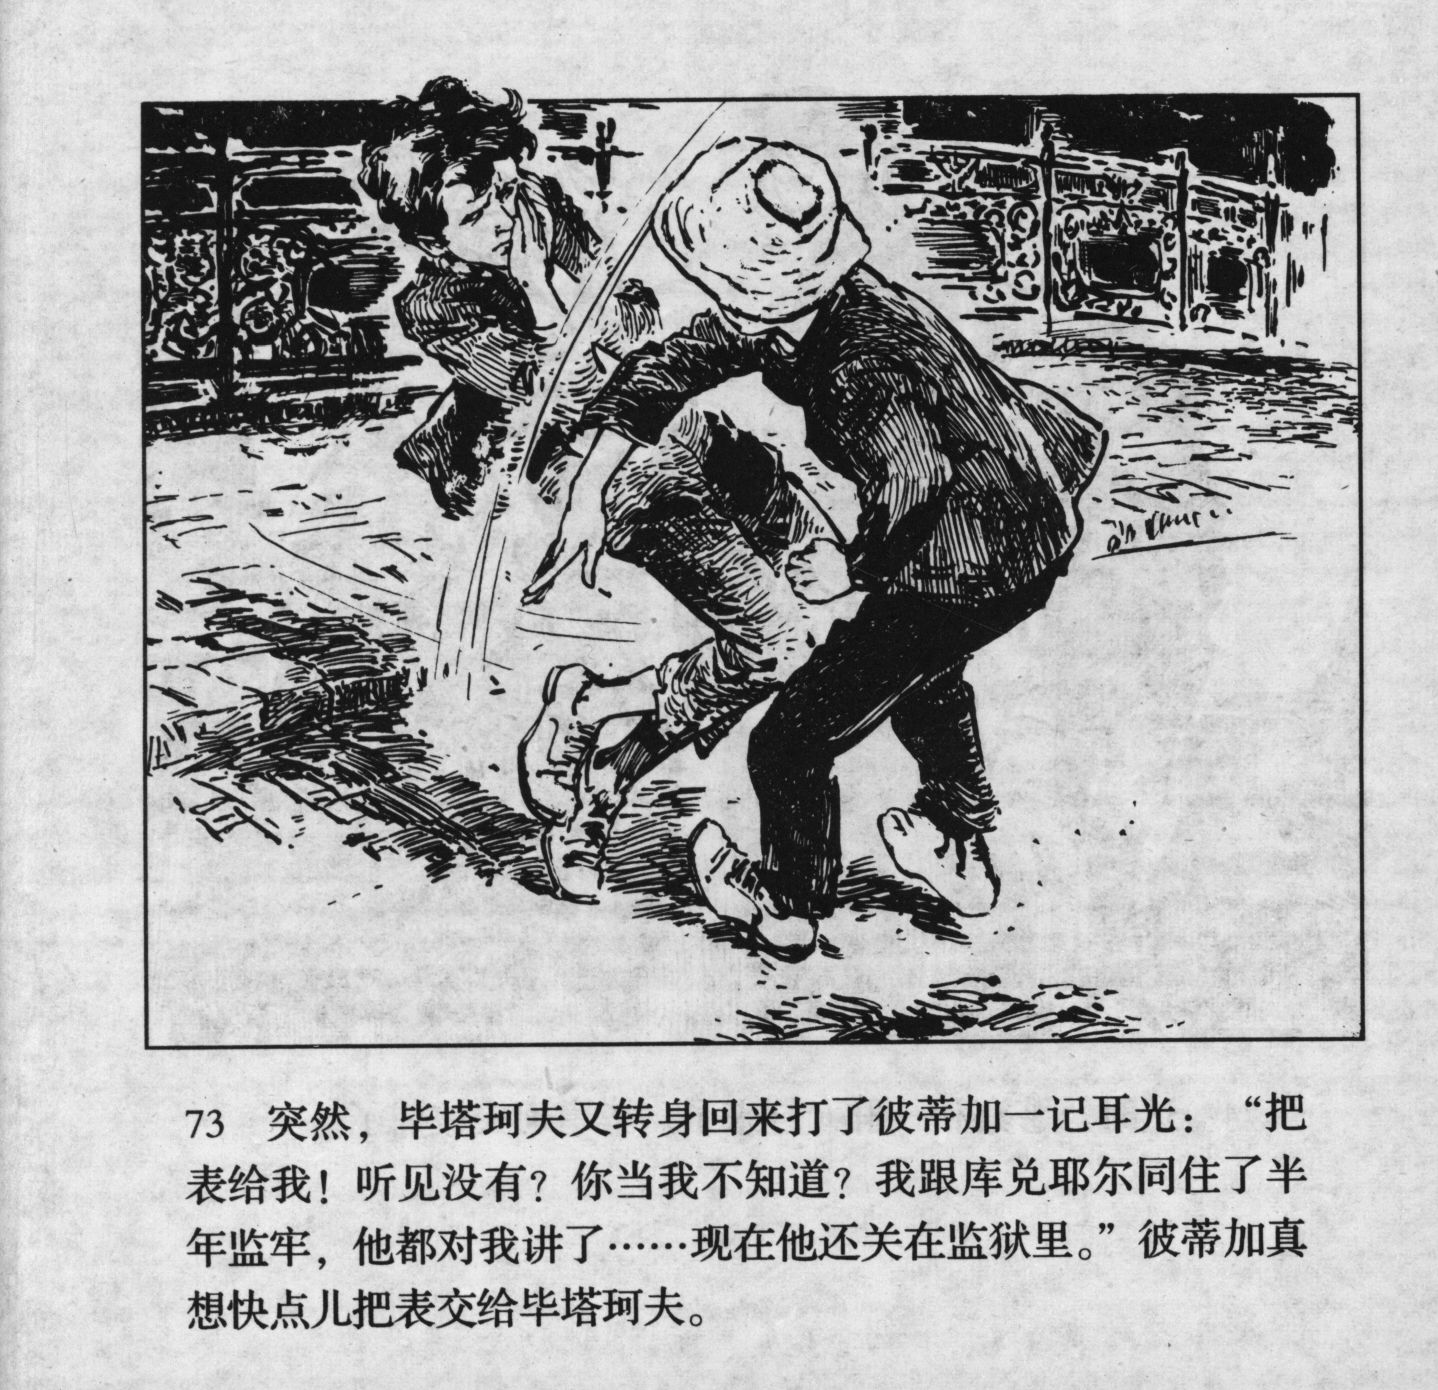 73 突然，毕塔珂夫又转身回来打了彼蒂加一记耳光：“把
表给我！听见没有？你当我不知道？我跟库兑耶尔同住了半
年监牢，他都对我讲了……现在他还关在监狱里。”彼蒂加真
想快点儿把表交给毕塔珂夫。